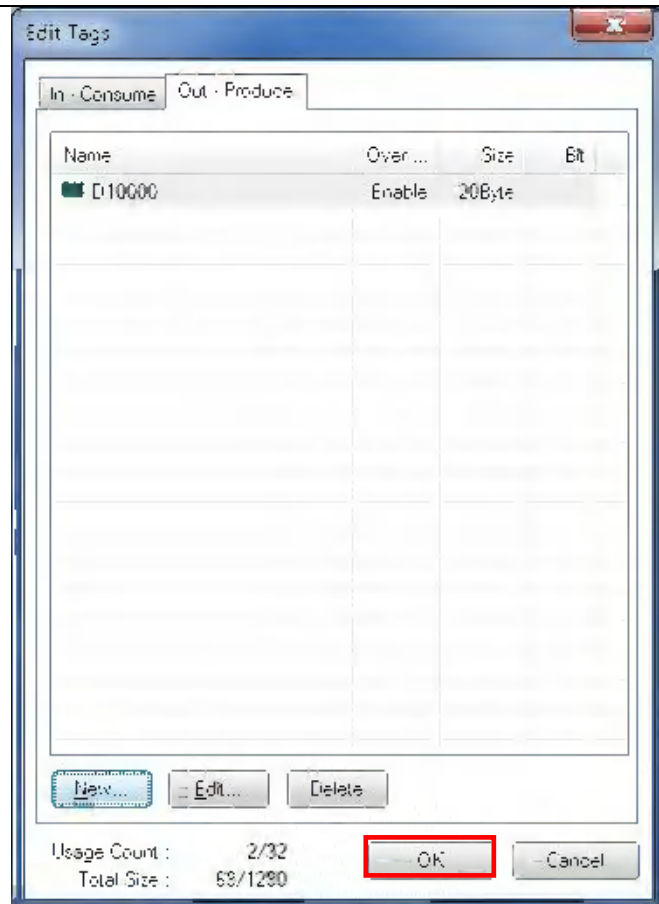 Edit Tags
In - Consume Out - Produce
Name Over ... Size Bit
D10000 Enable 20Byte
New... Edit... Delete
Usage Count : 2/32 OK Cancel
Total Size :